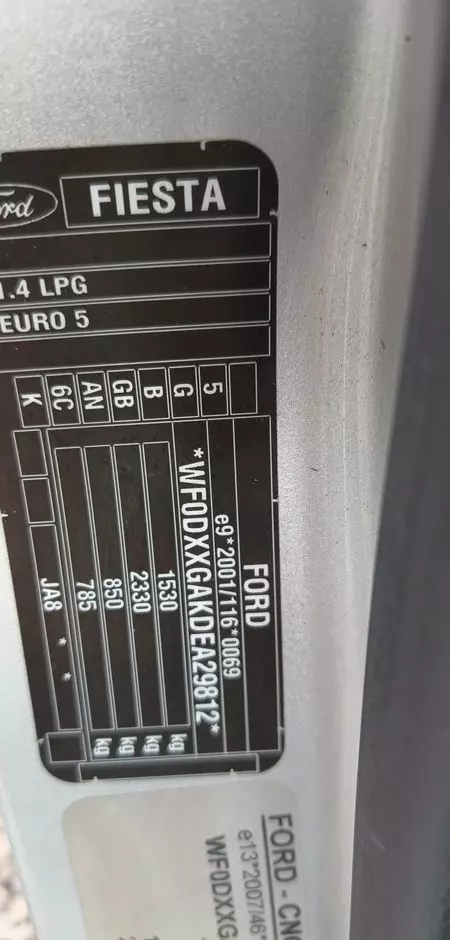 Ford
FIESTA
1.4 LPG
EURO 5
5
G
B
GB
AN
6C
K
FORD
e9*2001/116*0069
*WF0DXXGAKDEA29812*
1530 kg
2330 kg
850 kg
785 kg
* *
JA8
FORD - CNG
e13*2007/46
WF0DXXG